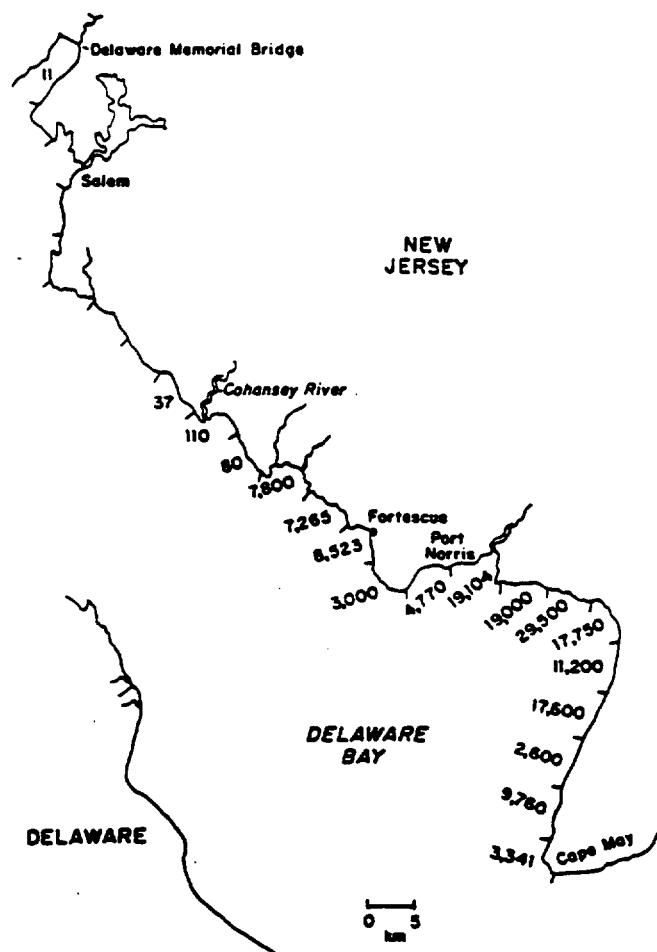 Delaware Memorial Bridge
11
Salem
NEW
JERSEY
Cohansey River
37
110
80
7,800
7,265
Fortescue
8,523
Port
Norris
3,000
4,770
19,104
19,000
29,500
17,750
11,200
17,600
DELAWARE
BAY
2,600
9,760
DELAWARE
3,341
Cape May
0 5
km